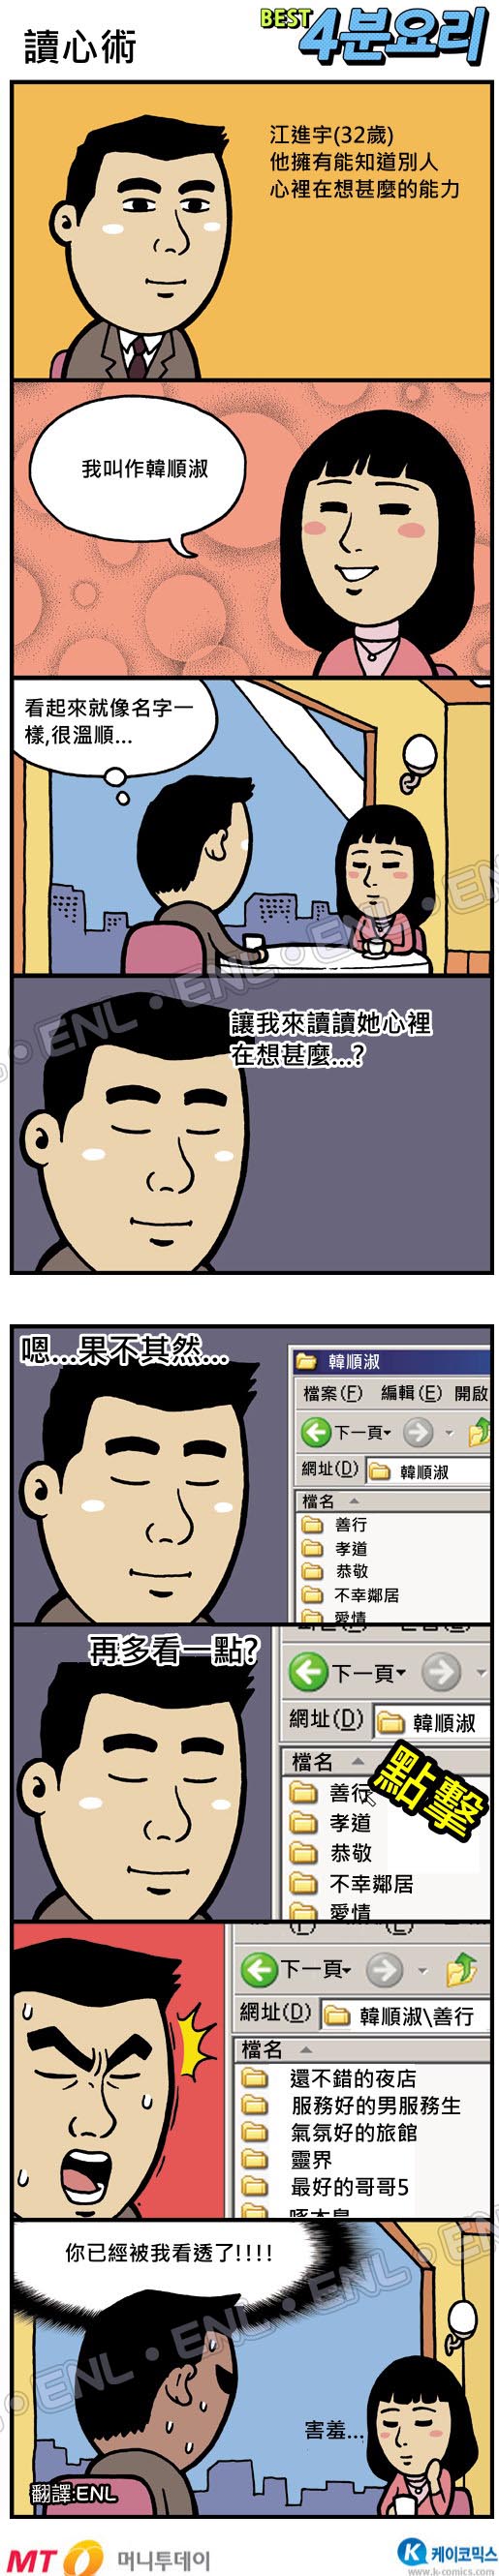 讀心術
BEST
4분요리
江進宇(32歲)
他擁有能知道別人
心裡在想甚麼的能力
我叫作韓順淑
看起來就像名字一
樣,很溫順...
讓我來讀讀她心裡
在想甚麼...?
嗯...果不其然...
韓順淑
檔案(F) 編輯(E) 開啟
下一頁
網址(D) 韓順淑
檔名
善行
孝道
恭敬
不幸鄰居
愛情
再多看一點?
下一頁
網址(D) 韓順淑
檔名
點擊
善行
孝道
恭敬
不幸鄰居
愛情
下一頁
網址(D) 韓順淑\善行
檔名
還不錯的夜店
服務好的男服務生
氣氛好的旅館
靈界
最好的哥哥5
你已經被我看透了!!!!
害羞...
翻譯:ENL
ENL
MT 머니투데이
K 케이코믹스
www.k-comics.com